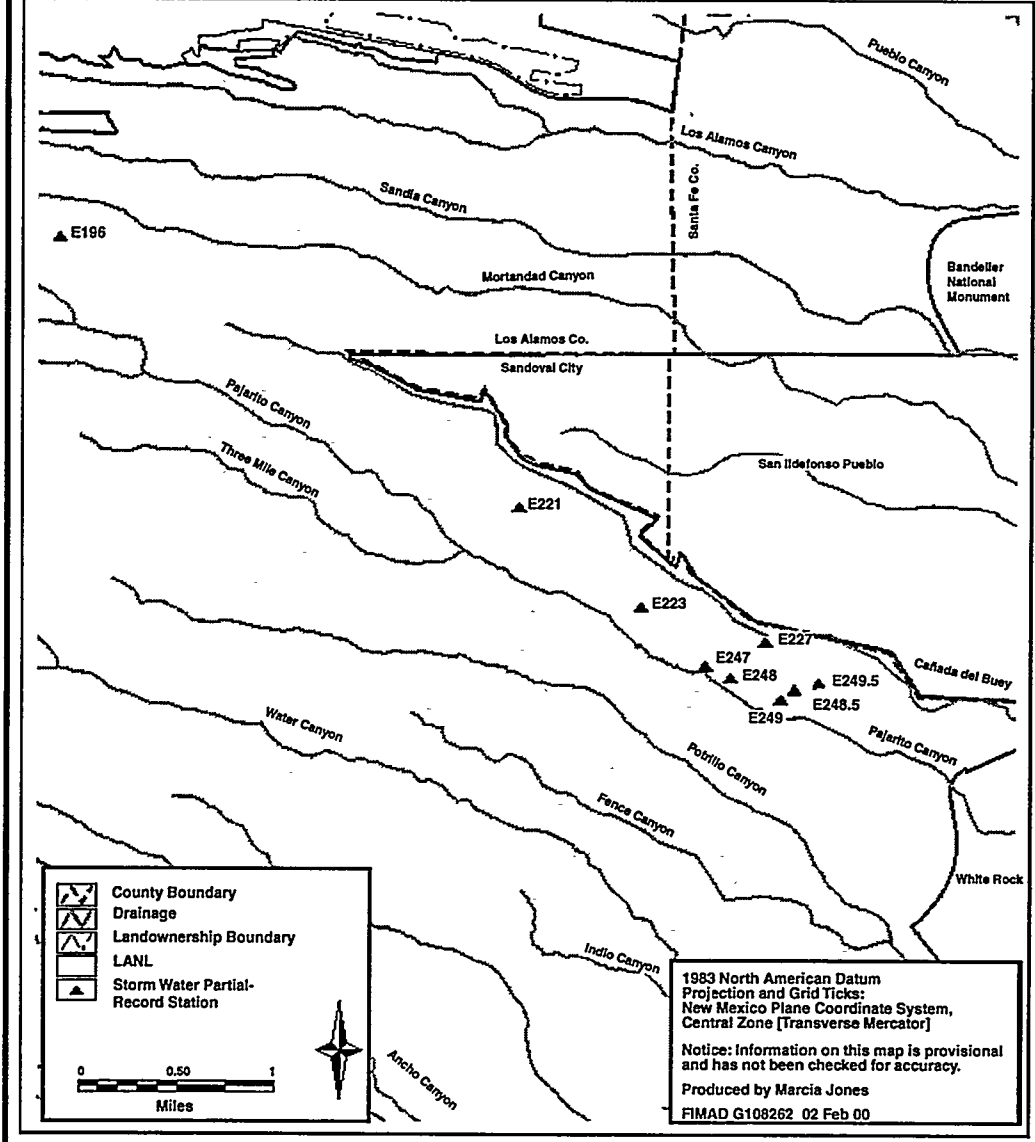 Pueblo Canyon
Los Alamos Canyon
Santa Fe Co.
Sandia Canyon
E196
Mortandad Canyon
Bandelier
National
Monument
Los Alamos Co.
Sandoval City
Pajarito Canyon
Three Mile Canyon
San Ildefonso Pueblo
E221
E223
E227
E247
E248
E249.5
E248.5
E249
Cañada del Buey
Pajarito Canyon
Water Canyon
Potrillo Canyon
Fence Canyon
White Rock
Indio Canyon
Ancho Canyon
County Boundary
Drainage
Landownership Boundary
LANL
Storm Water Partial-
Record Station
0 0.50 1
Miles
1983 North American Datum
Projection and Grid Ticks:
New Mexico Plane Coordinate System,
Central Zone [Transverse Mercator]
Notice: Information on this map is provisional
and has not been checked for accuracy.
Produced by Marcia Jones
FIMAD G108262 02 Feb 00